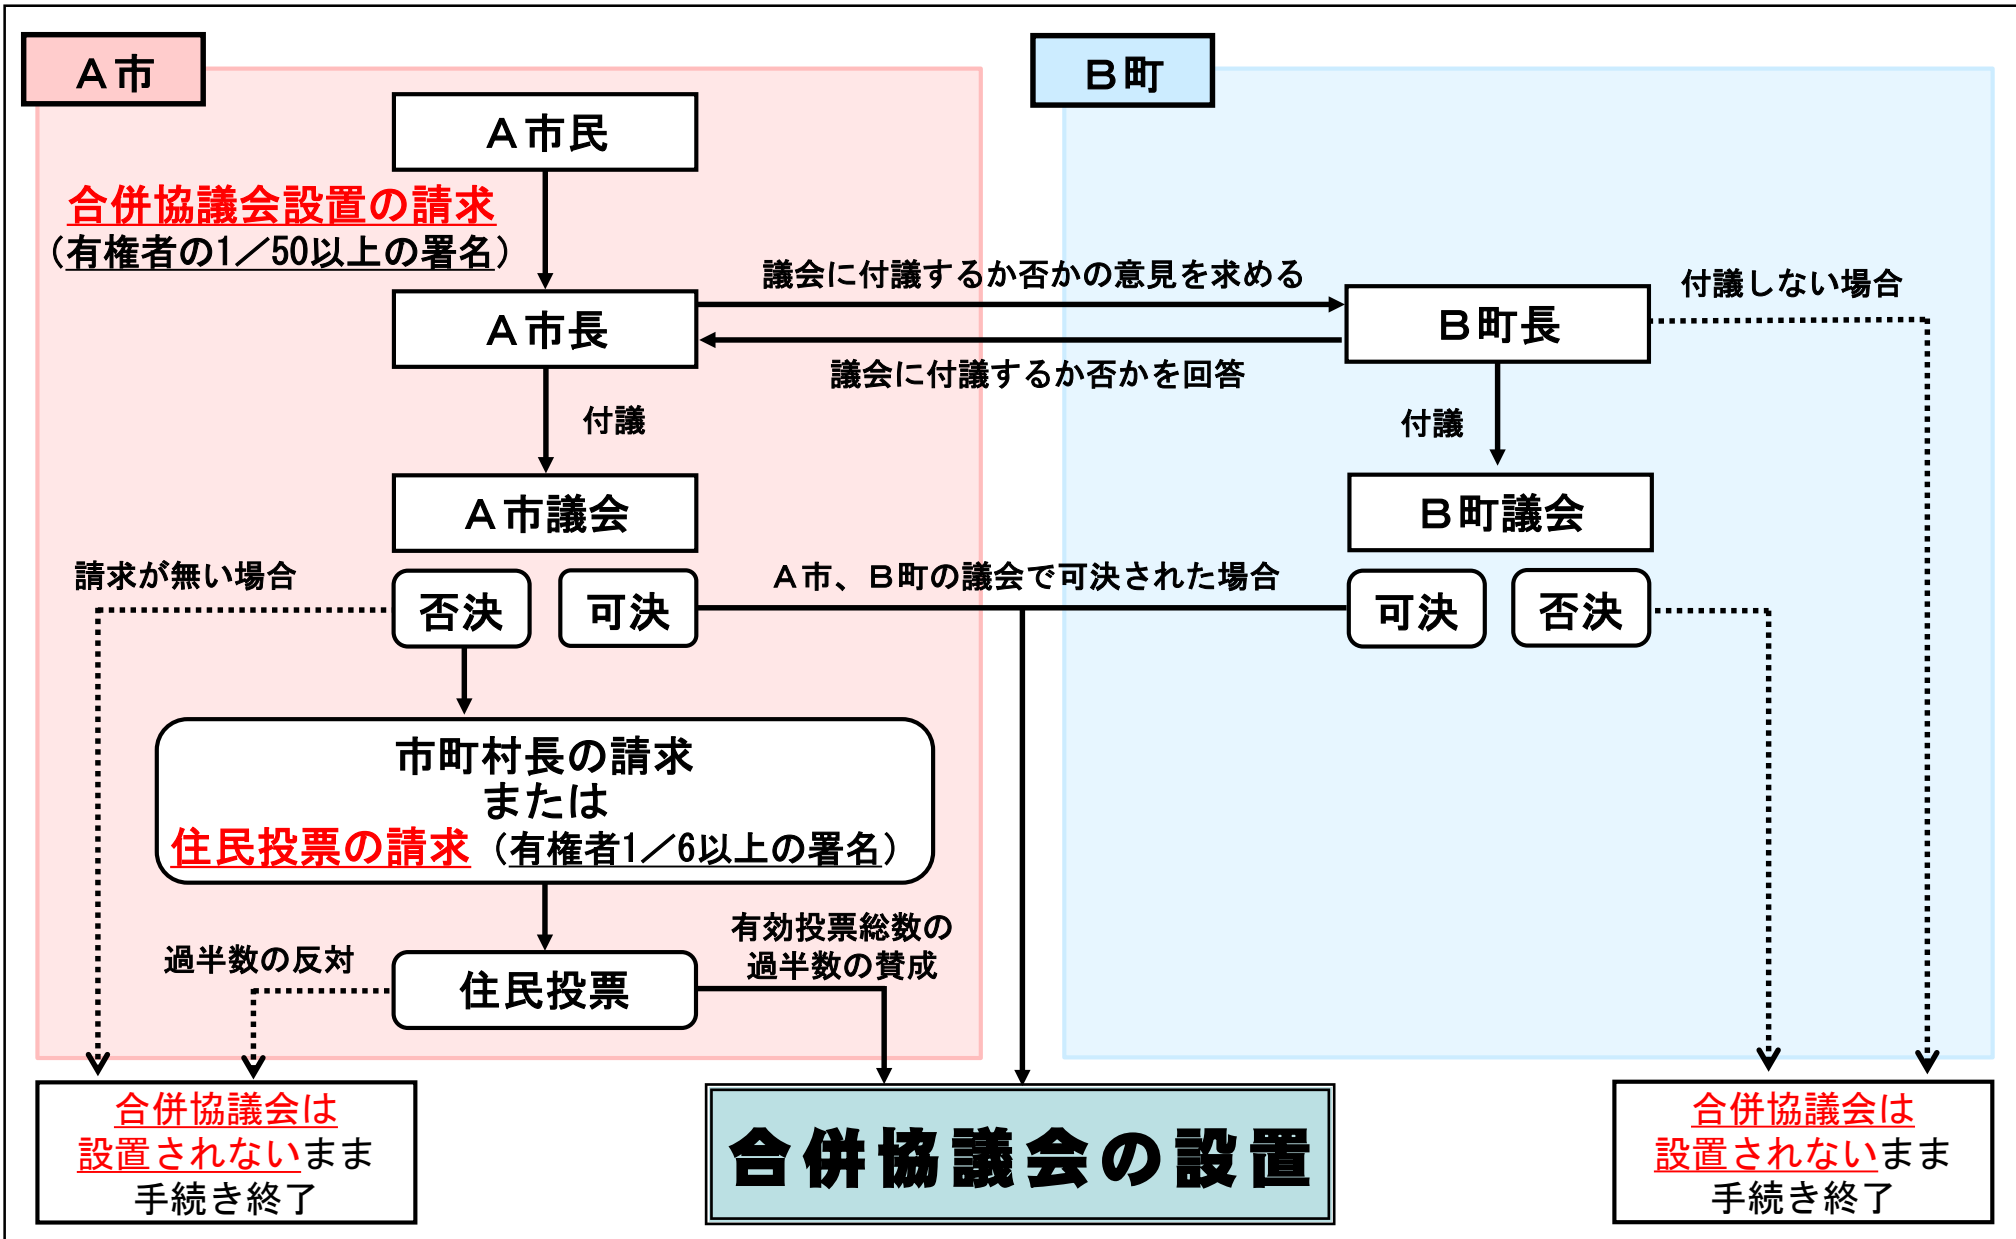 A市
B町
A市民
合併協議会設置の請求
（有権者の1／50以上の署名）
議会に付議するか否かの意見を求める
付議しない場合
A市長
B町長
議会に付議するか否かを回答
付議
付議
A市議会
B町議会
請求が無い場合
A市、B町の議会で可決された場合
否決
可決
可決
否決
市町村長の請求
または
住民投票の請求（有権者1／6以上の署名）
過半数の反対
有効投票総数の
過半数の賛成
住民投票
合併協議会は
設置されないまま
手続き終了
合併協議会の設置
合併協議会は
設置されないまま
手続き終了